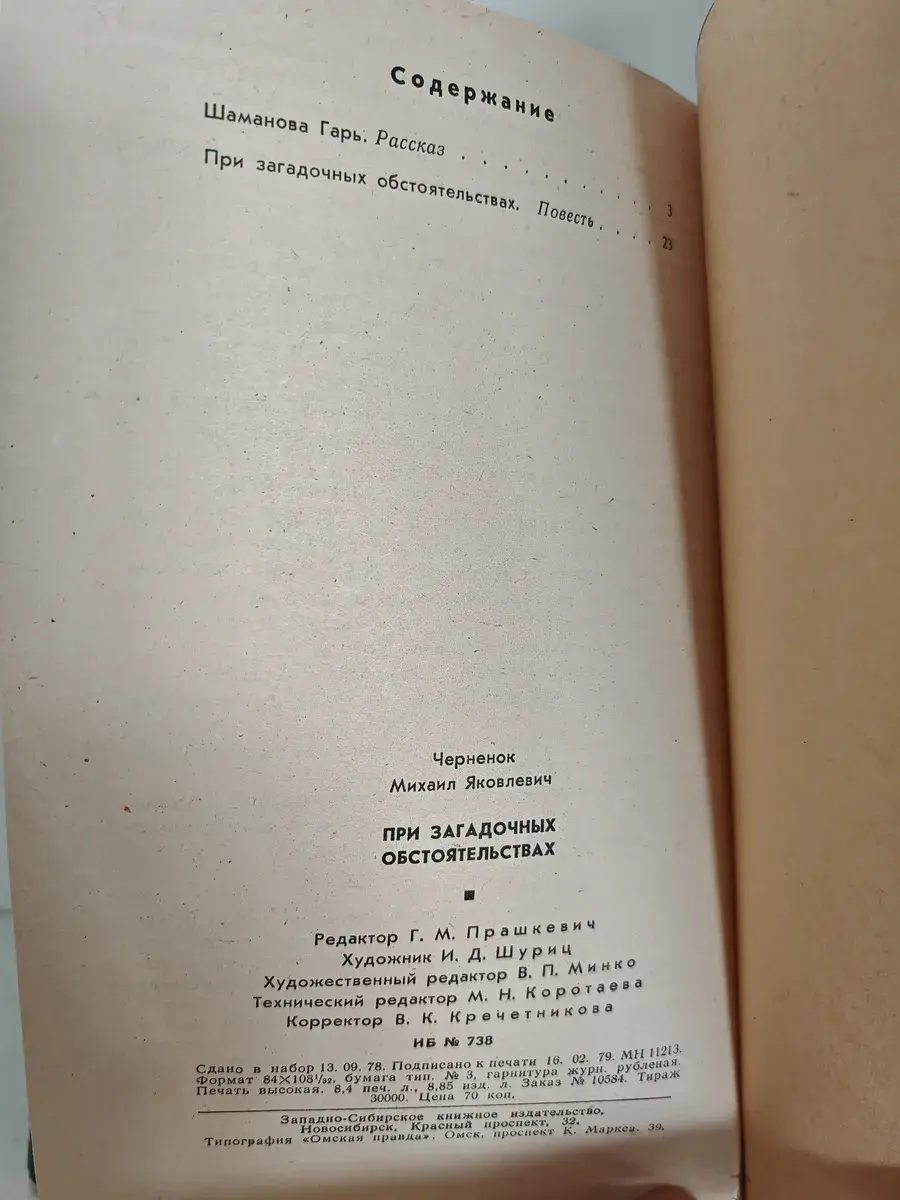 Содержание
Шаманова Гарь. Рассказ . . . . . . . . . . . 3
При загадочных обстоятельствах. Повесть . . . . 23
Черненок
Михаил Яковлевич
ПРИ ЗАГАДОЧНЫХ
ОБСТОЯТЕЛЬСТВАХ
Редактор Г. М. Прашкевич
Художник И. Д. Шуриц
Художественный редактор В. П. Минко
Технический редактор М. Н. Коротаева
Корректор В. К. Кречетникова
ИБ № 738
Сдано в набор 13. 09. 78. Подписано к печати 16. 02. 79. МН 11213.
Формат 84×108¹/₃₂, бумага тип. № 3, гарнитура журн. рубленая.
Печать высокая. 8,4 печ. л., 8,85 изд. л. Заказ № 10584. Тираж
30000. Цена 70 коп.
Западно-Сибирское книжное издательство,
Новосибирск, Красный проспект, 32.
Типография «Омская правда». Омск, проспект К. Маркса. 39.